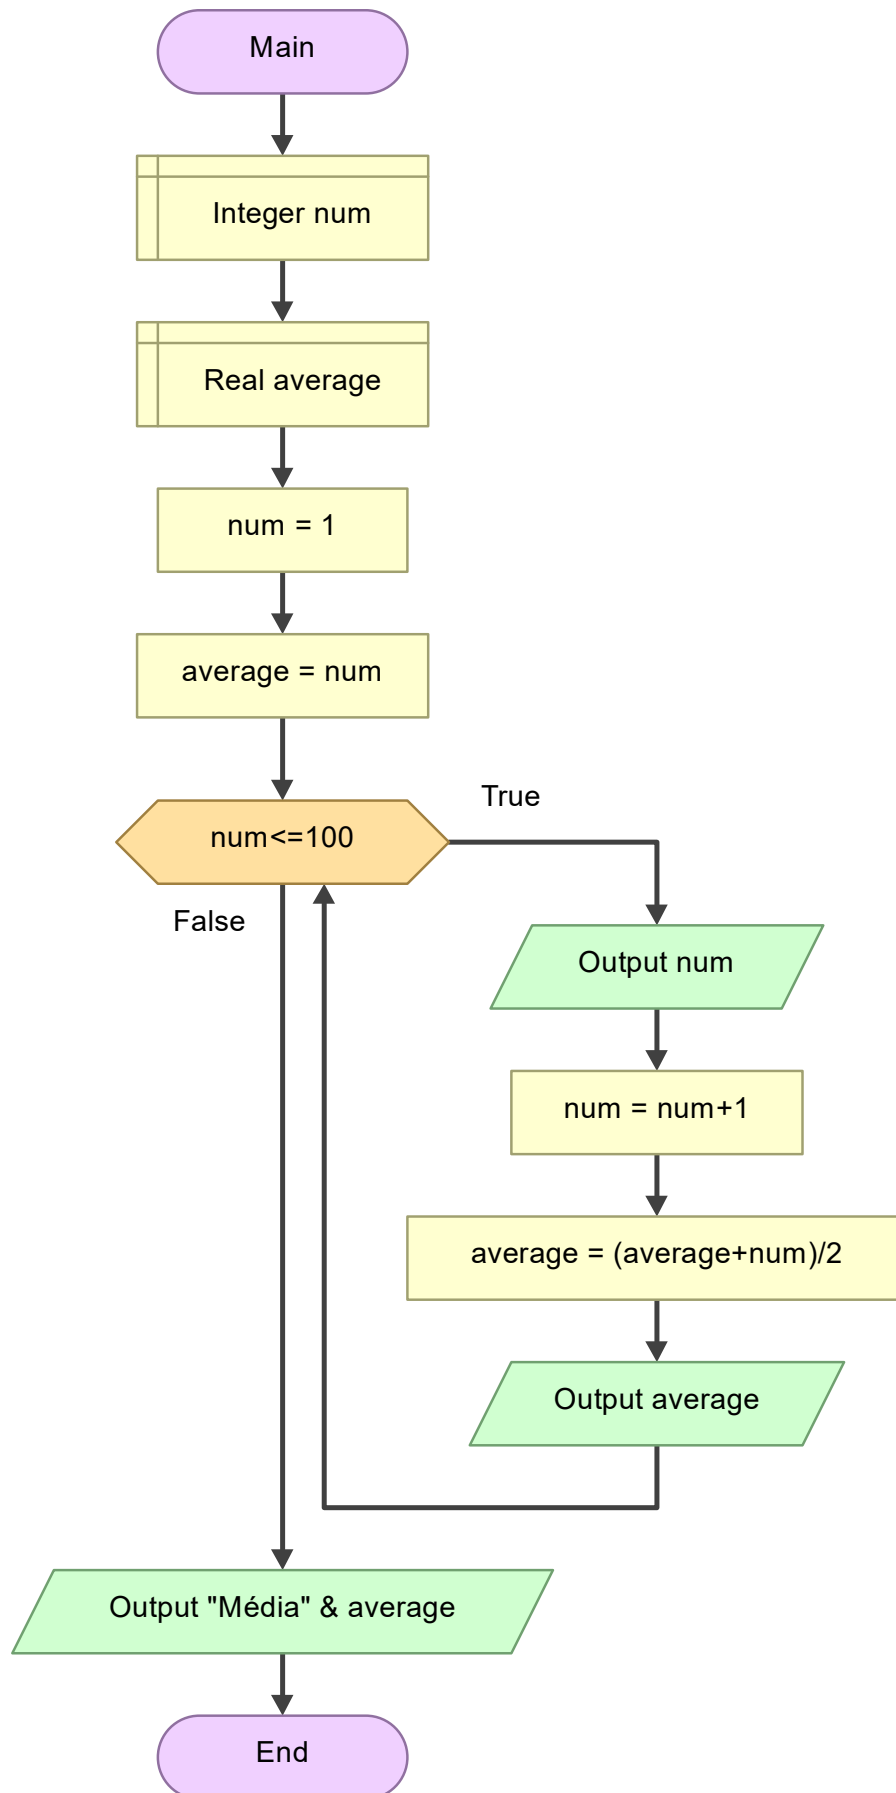 Main
Integer num
Real average
num = 1
average = num
num<=100
True
False
Output num
num = num+1
average = (average+num)/2
Output average
Output "Média" & average
End